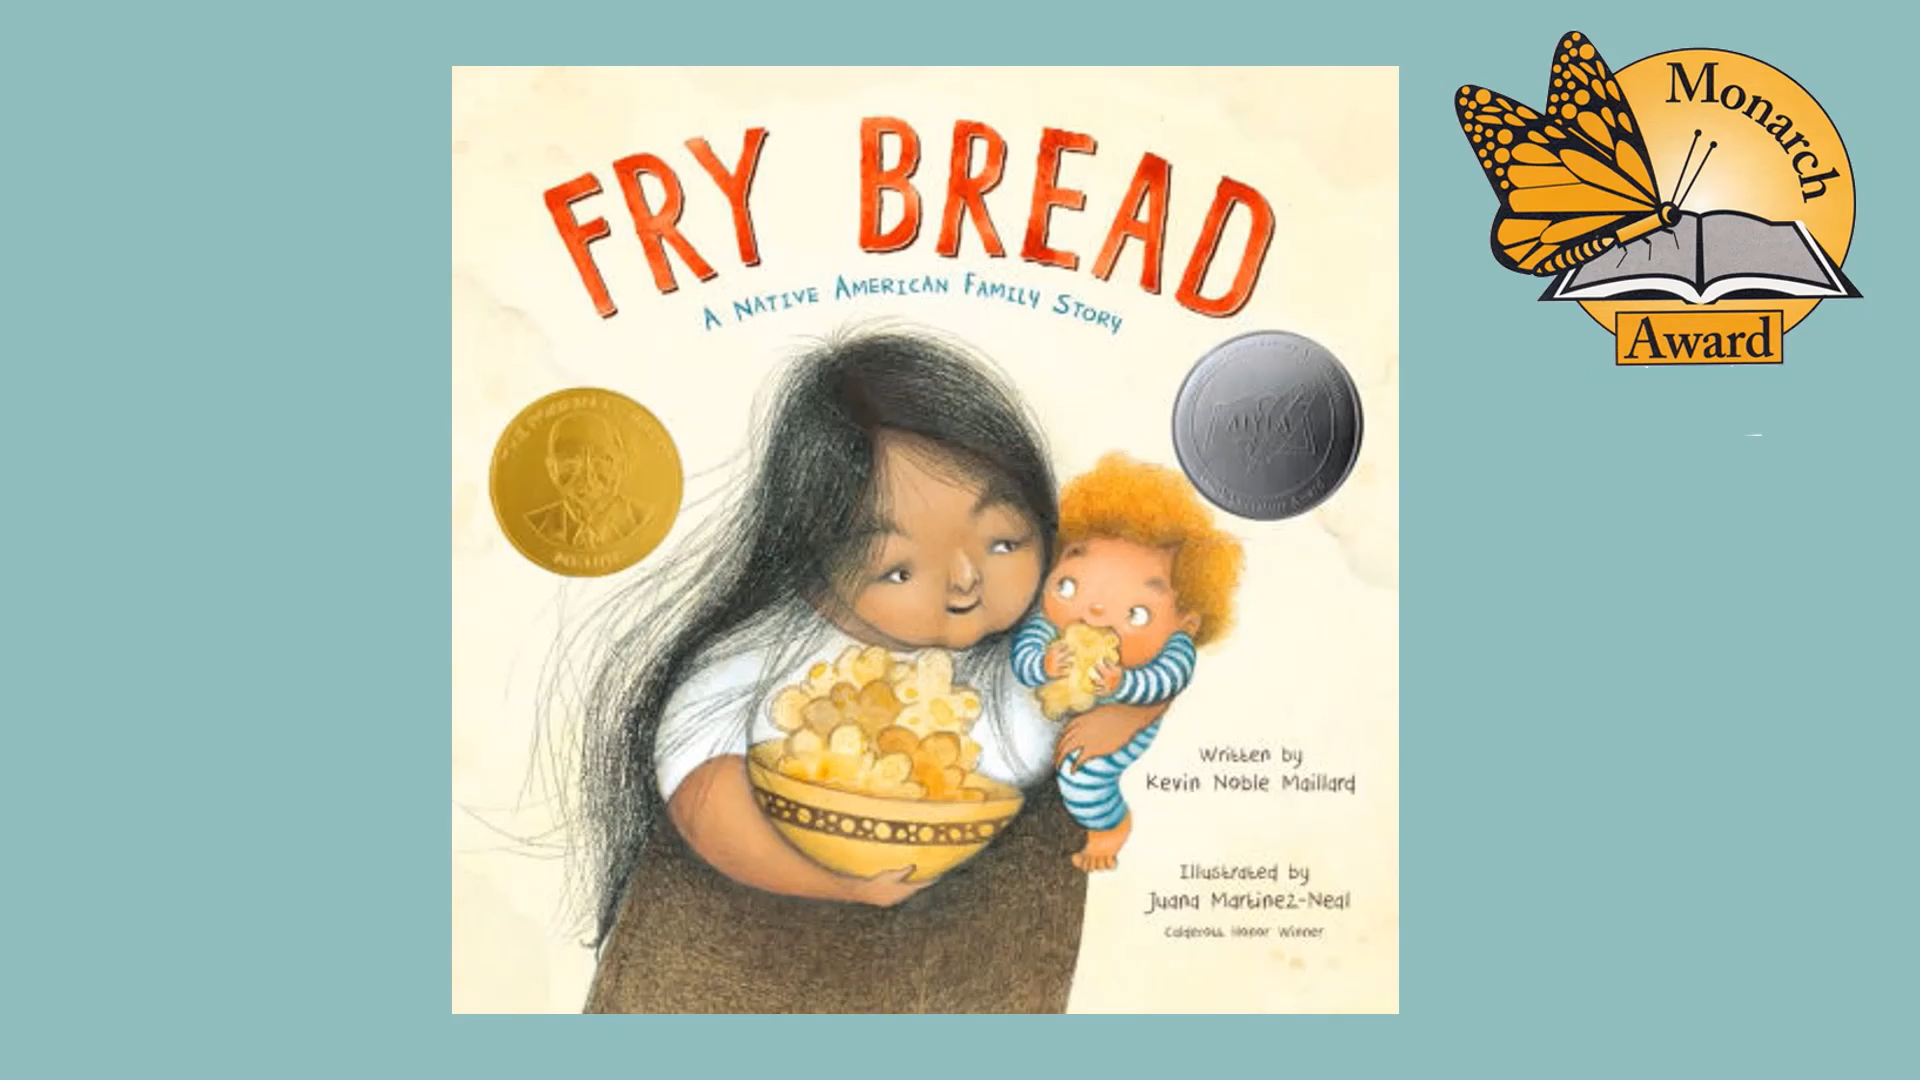 FRY BREAD
A NATIVE AMERICAN FAMILY STORY
Written by
Kevin Noble Maillard
Illustrated by
Juana Martinez-Neal
Caldecott Honor Winner
Monarch
Award